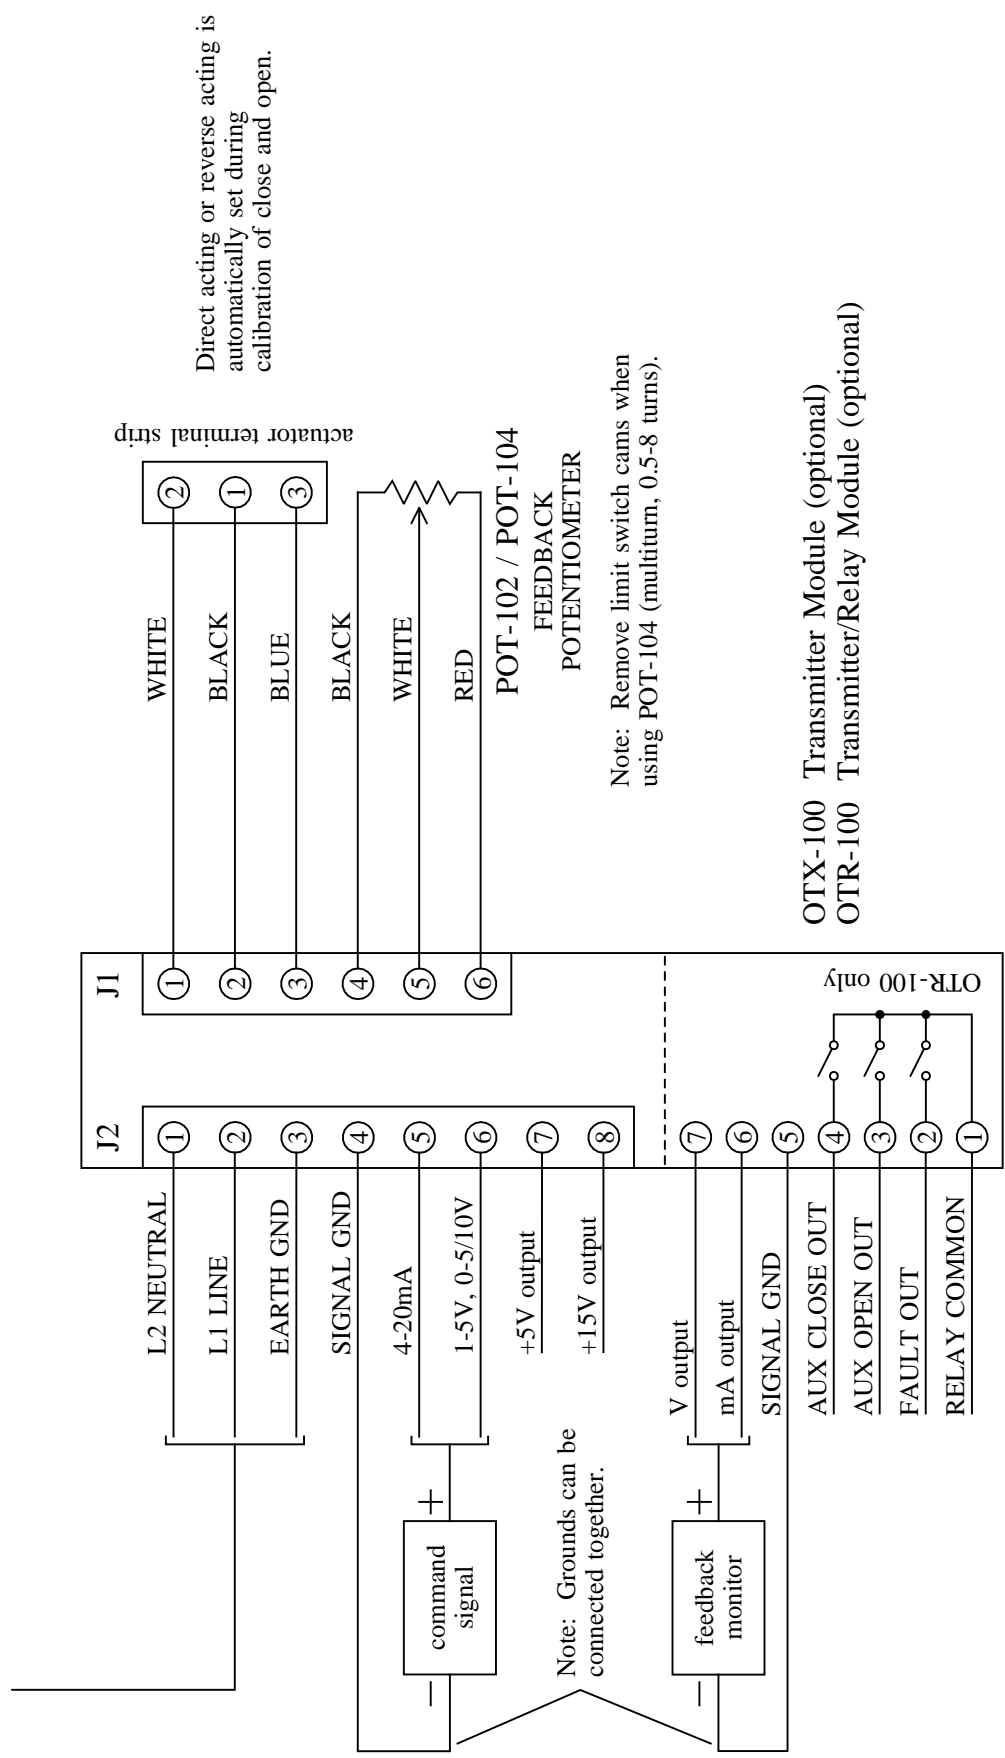 Direct acting or reverse acting is
automatically set during
calibration of close and open.
actuator terminal strip
2
1
3
WHITE
BLACK
BLUE
BLACK
WHITE
RED
POT-102 / POT-104
FEEDBACK
POTENTIOMETER
Note: Remove limit switch cams when
using POT-104 (multiturn, 0.5-8 turns).
OTX-100 Transmitter Module (optional)
OTR-100 Transmitter/Relay Module (optional)
J1
1
2
3
4
5
6
OTR-100 only
J2
1
2
3
4
5
6
7
8
7
6
5
4
3
2
1
L2 NEUTRAL
L1 LINE
EARTH GND
SIGNAL GND
4-20mA
1-5V, 0-5/10V
+5V output
+15V output
V output
mA output
SIGNAL GND
AUX CLOSE OUT
AUX OPEN OUT
FAULT OUT
RELAY COMMON
+
command
signal
−
Note: Grounds can be
connected together.
+
feedback
monitor
−